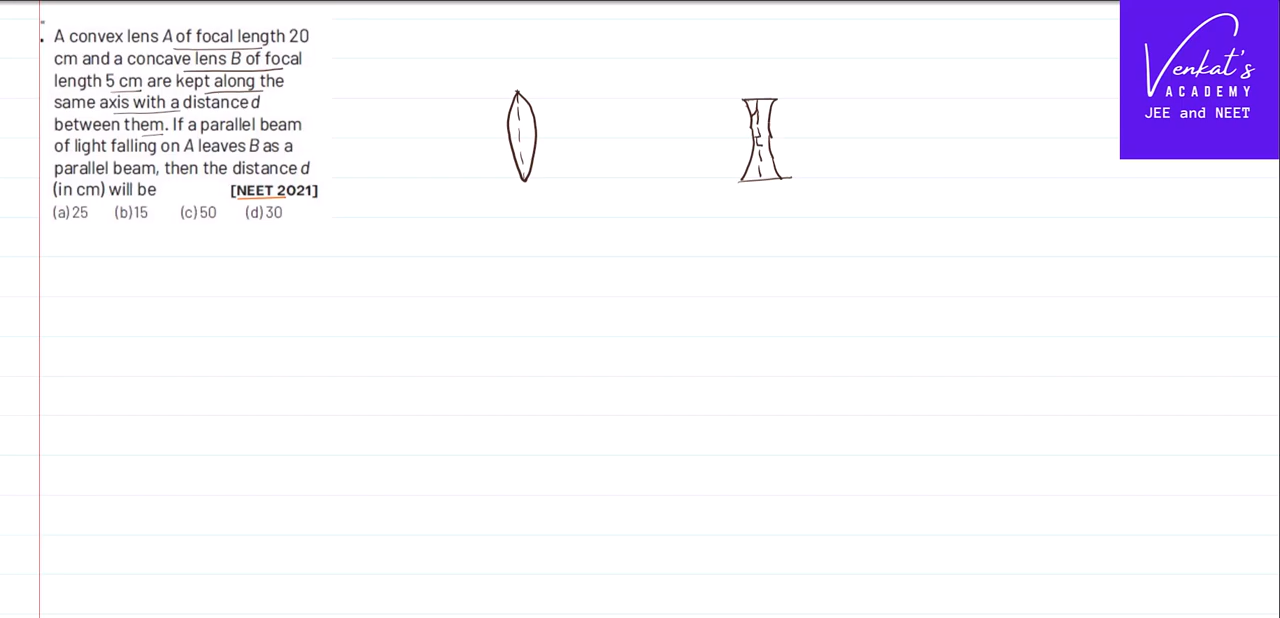 A convex lens A of focal length 20
cm and a concave lens B of focal
length 5 cm are kept along the
same axis with a distance d
between them. If a parallel beam
of light falling on A leaves B as a
parallel beam, then the distance d
(in cm) will be [NEET 2021]
(a) 25 (b) 15 (c) 50 (d) 30
Venkat's
ACADEMY
JEE and NEET